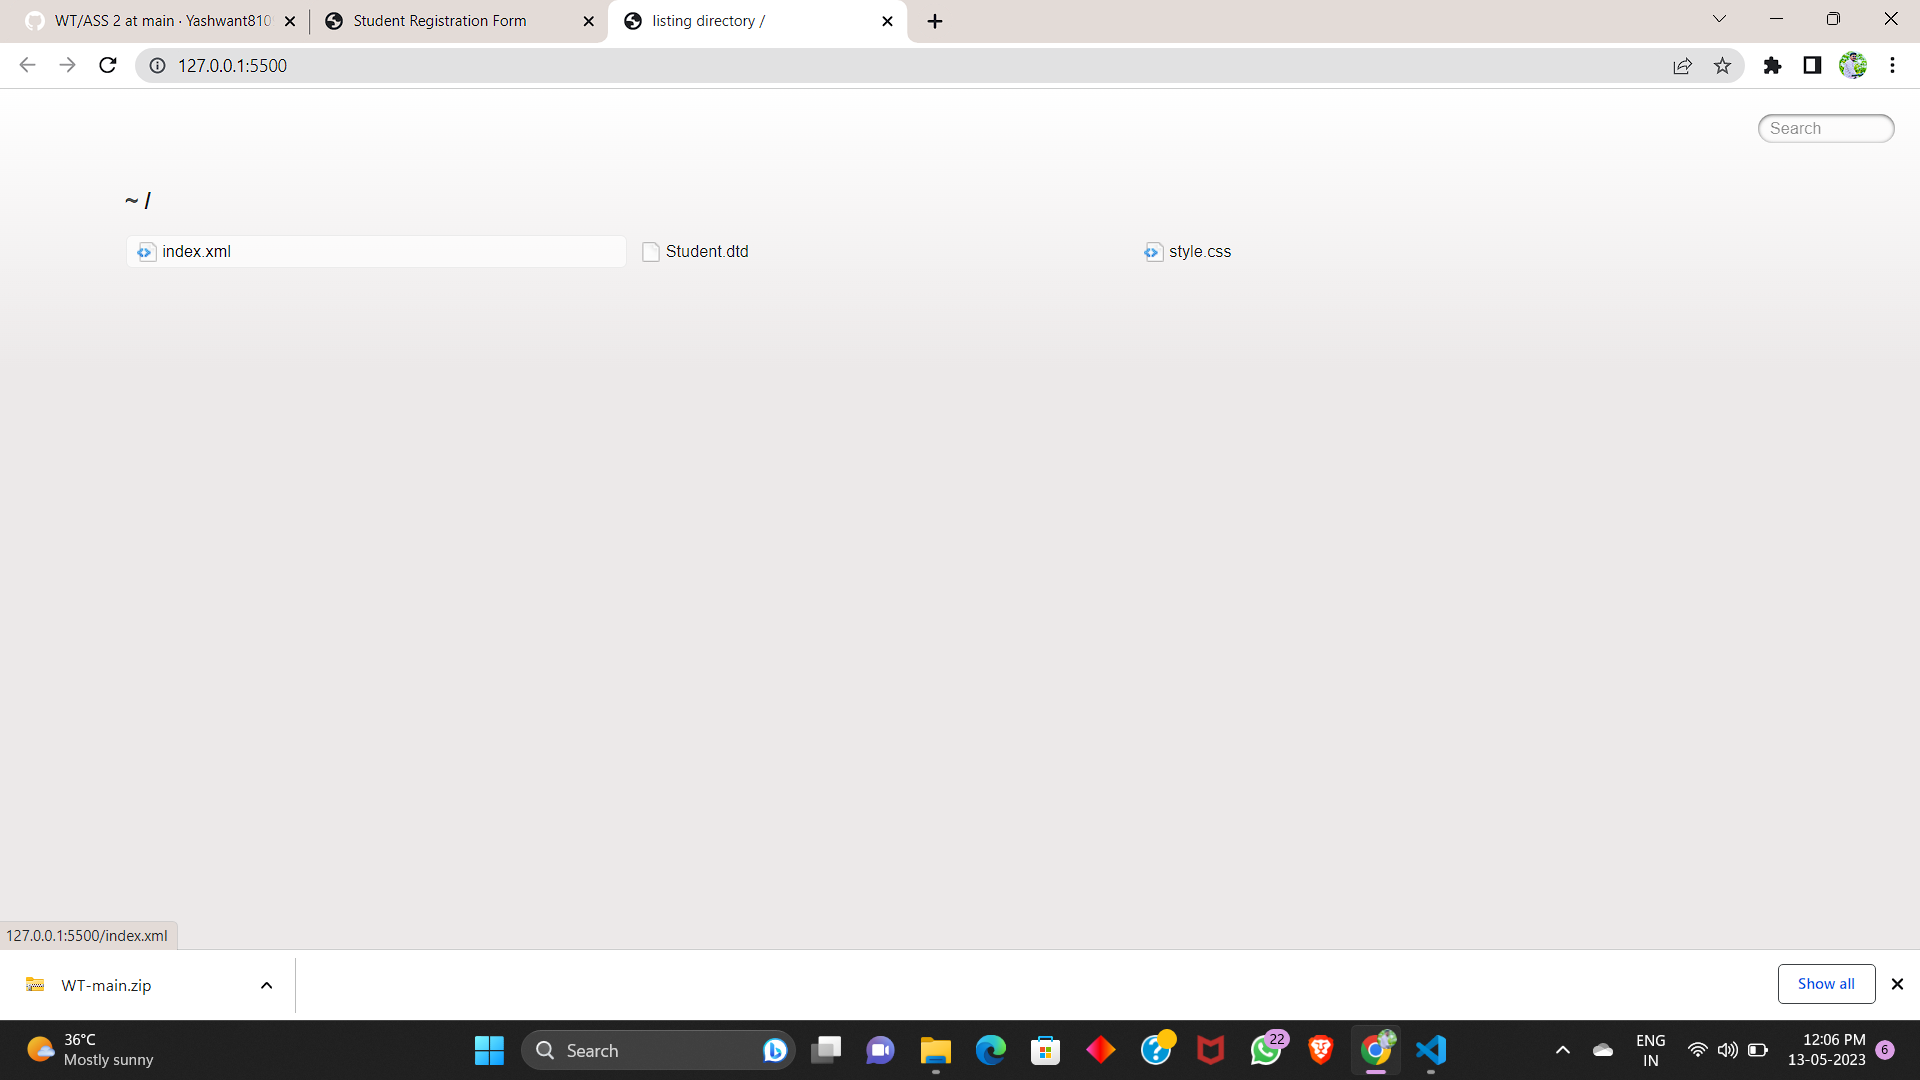 WT/ASS 2 at main · Yashwant810
Student Registration Form
listing directory /
127.0.0.1:5500
Search
~ /
index.xml
Student.dtd
style.css
127.0.0.1:5500/index.xml
WT-main.zip
Show all
36°C
Mostly sunny
Search
22
ENG
IN
12:06 PM
13-05-2023
6